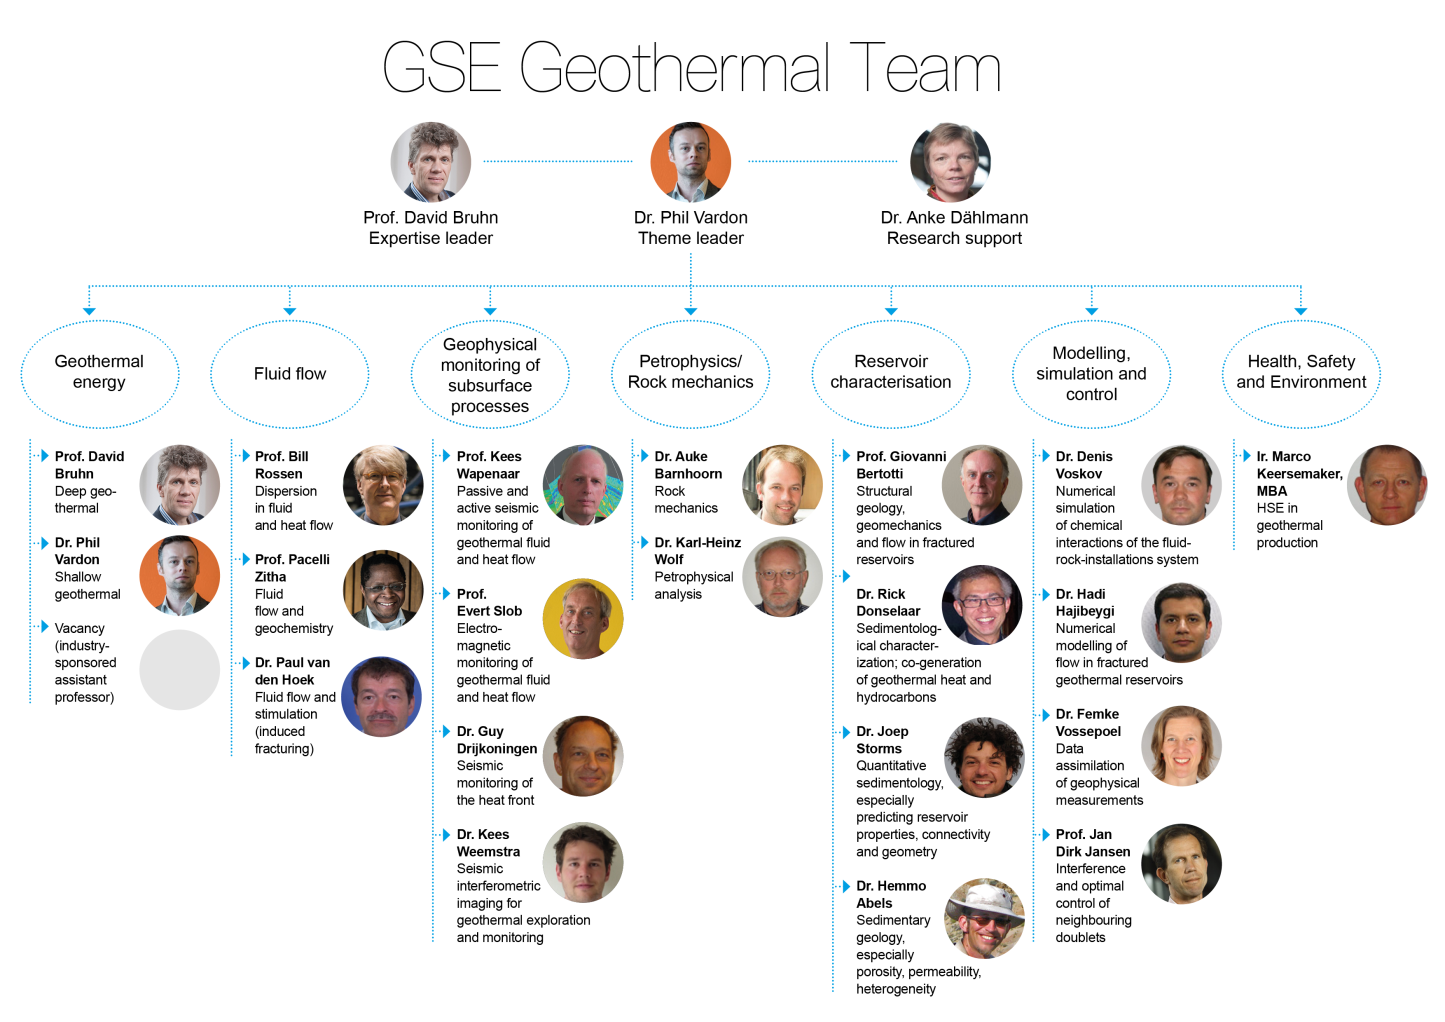 GSE Geothermal Team
Prof. David Bruhn
Expertise leader
Dr. Phil Vardon
Theme leader
Dr. Anke Dählmann
Research support
Geothermal
energy
Fluid flow
Geophysical
monitoring of
subsurface
processes
Petrophysics/
Rock mechanics
Reservoir
characterisation
Modelling,
simulation and
control
Health, Safety
and Environment
Prof. David
Bruhn
Deep geo-
thermal
Dr. Phil
Vardon
Shallow
geothermal
Vacancy
(industry-
sponsored
assistant
professor)
Prof. Bill
Rossen
Dispersion
in fluid
and heat flow
Prof. Pacelli
Zitha
Fluid
flow and
geochemistry
Dr. Paul van
den Hoek
Fluid flow and
stimulation
(induced
fracturing)
Prof. Kees
Wapenaar
Passive and
active seismic
monitoring of
geothermal fluid
and heat flow
Prof.
Evert Slob
Electro-
magnetic
monitoring of
geothermal fluid
and heat flow
Dr. Guy
Drijkoningen
Seismic
monitoring of
the heat front
Dr. Kees
Weemstra
Seismic
interferometric
imaging for
geothermal exploration
and monitoring
Dr. Auke
Barnhoorn
Rock
mechanics
Dr. Karl-Heinz
Wolf
Petrophysical
analysis
Prof. Giovanni
Bertotti
Structural
geology,
geomechanics
and flow in fractured
reservoirs
Dr. Rick
Donselaar
Sedimentolog-
ical character-
ization; co-generation
of geothermal heat and
hydrocarbons
Dr. Joep
Storms
Quantitative
sedimentology,
especially
predicting reservoir
properties, connectivity
and geometry
Dr. Hemmo
Abels
Sedimentary
geology,
especially
porosity, permeability,
heterogeneity
Dr. Denis
Voskov
Numerical
simulation
of chemical
interactions of the fluid-
rock-installations system
Dr. Hadi
Hajibeygi
Numerical
modelling of
flow in fractured
geothermal reservoirs
Dr. Femke
Vossepoel
Data
assimilation
of geophysical
measurements
Prof. Jan
Dirk Jansen
Interference
and optimal
control of
neighbouring
doublets
Ir. Marco
Keersemaker,
MBA
HSE in
geothermal
production